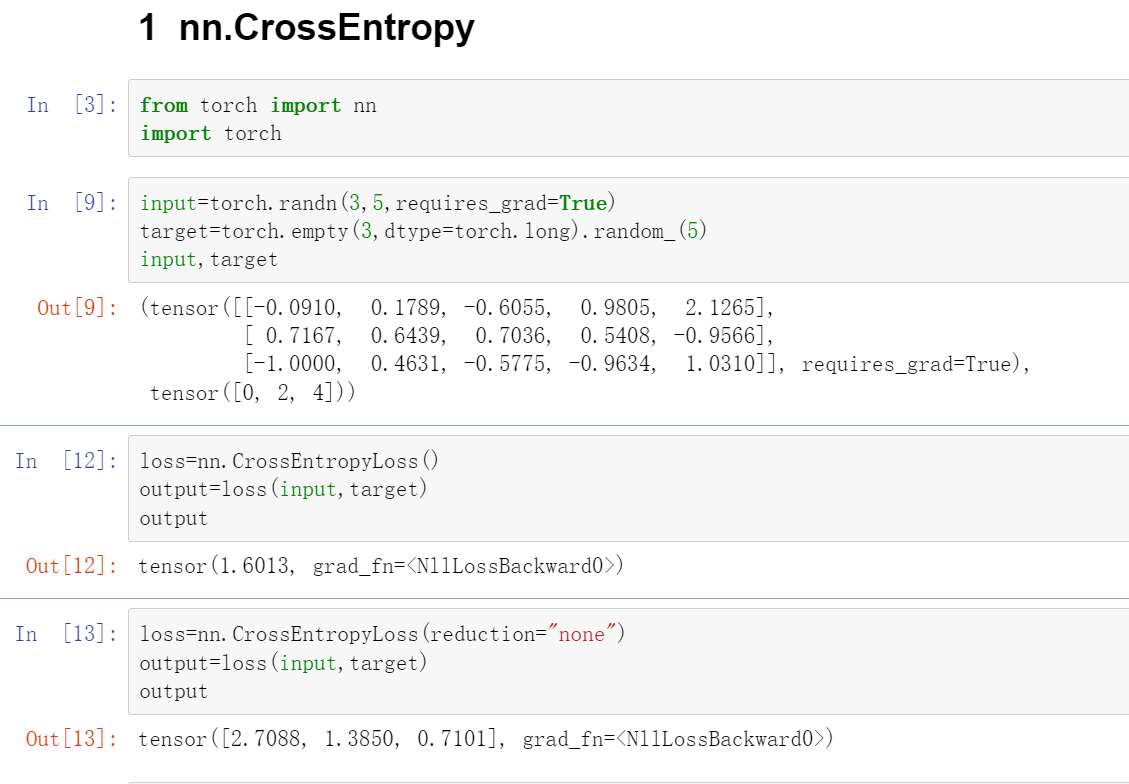 1 nn.CrossEntropy
In [3]: from torch import nn
import torch
In [9]: input=torch.randn(3,5,requires_grad=True)
target=torch.empty(3,dtype=torch.long).random_(5)
input,target
Out[9]: (tensor([[-0.0910, 0.1789, -0.6055, 0.9805, 2.1265],
[ 0.7167, 0.6439, 0.7036, 0.5408, -0.9566],
[-1.0000, 0.4631, -0.5775, -0.9634, 1.0310]], requires_grad=True),
tensor([0, 2, 4]))
In [12]: loss=nn.CrossEntropyLoss()
output=loss(input,target)
output
Out[12]: tensor(1.6013, grad_fn=<NllLossBackward0>)
In [13]: loss=nn.CrossEntropyLoss(reduction="none")
output=loss(input,target)
output
Out[13]: tensor([2.7088, 1.3850, 0.7101], grad_fn=<NllLossBackward0>)